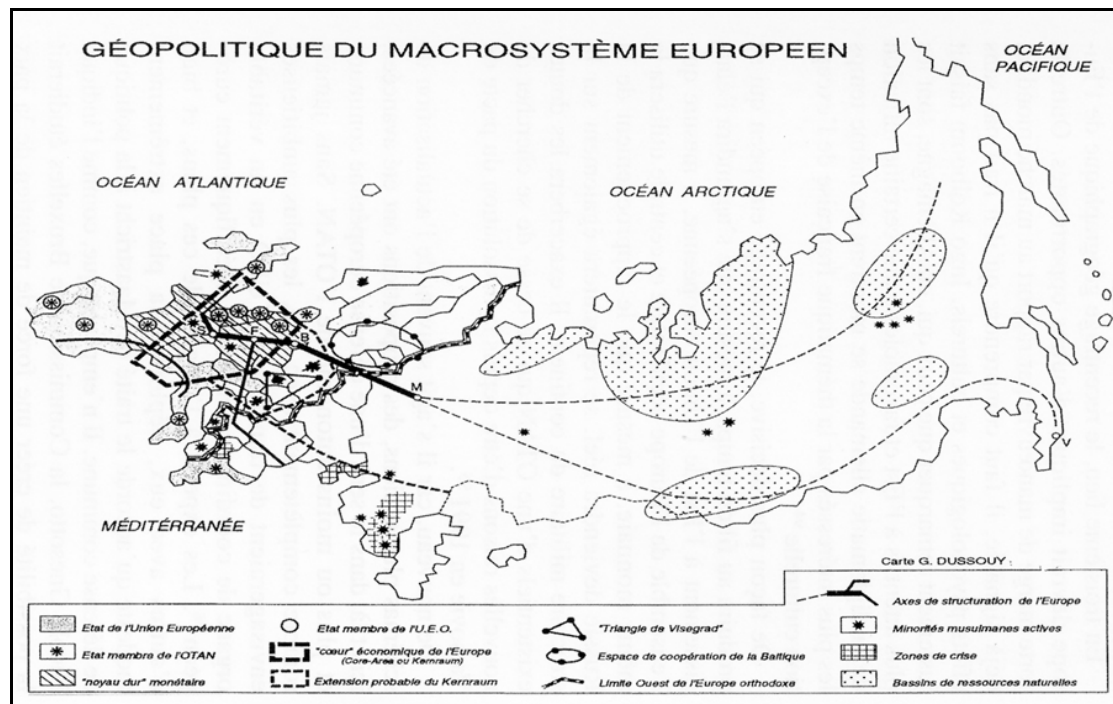 GÉOPOLITIQUE DU MACROSYSTÈME EUROPEEN
OCÉAN
PACIFIQUE
OCÉAN ATLANTIQUE
OCÉAN ARCTIQUE
S
F
B
M
V
MÉDITÉRRANÉE
Carte G. DUSSOUY
Etat de l'Union Européenne
Etat membre de l'OTAN
"noyau dur" monétaire
Etat membre de l'U.E.O.
"cœur" économique de l'Europe
(Core-Area ou Kernraum)
Extension probable du Kernraum
"Triangle de Visegrad"
Espace de coopération de la Baltique
Limite Ouest de l'Europe orthodoxe
Axes de structuration de l'Europe
Minorités musulmanes actives
Zones de crise
Bassins de ressources naturelles